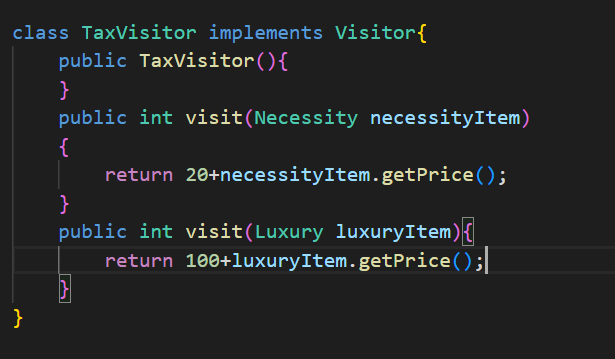 class TaxVisitor implements Visitor{
    public TaxVisitor(){
    }
    public int visit(Necessity necessityItem)
    {
        return 20+necessityItem.getPrice();
    }
    public int visit(Luxury luxuryItem){
        return 100+luxuryItem.getPrice();
    }
}